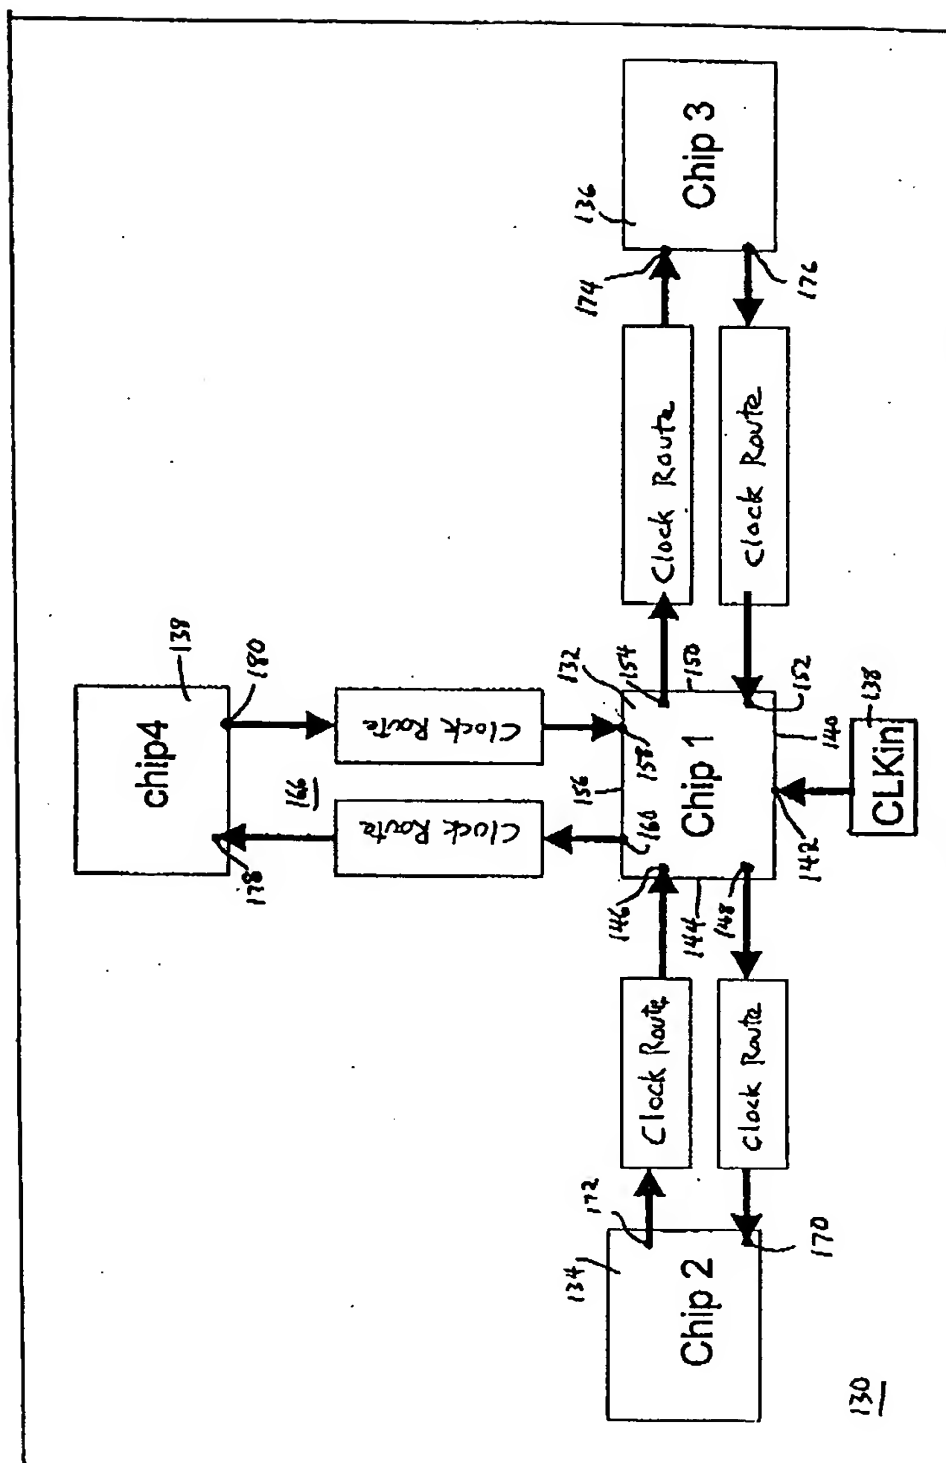 chip4
139
178
180
166
Clock Route
Clock Route
134
172
Clock Route
146
160
156
158
132
154
Clock Route
174
136
Chip 2
Chip 1
Chip 3
144
150
170
Clock Route
148
142
140
152
Clock Route
176
138
CLKin
130